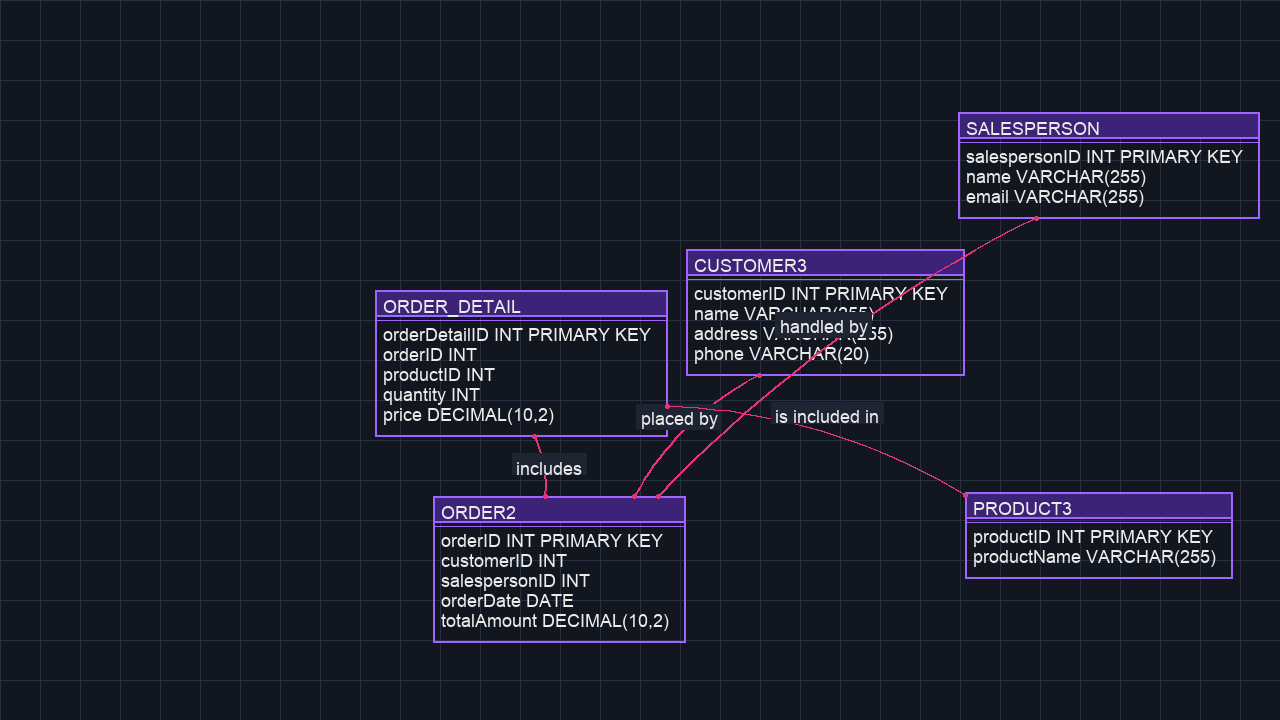 SALESPERSON
salespersonID INT PRIMARY KEY
name VARCHAR(255)
email VARCHAR(255)
CUSTOMER3
customerID INT PRIMARY KEY
name VARCHAR(255)
address VARCHAR(255)
phone VARCHAR(20)
handled by
ORDER_DETAIL
orderDetailID INT PRIMARY KEY
orderID INT
productID INT
quantity INT
price DECIMAL(10,2)
placed by
is included in
includes
ORDER2
orderID INT PRIMARY KEY
customerID INT
salespersonID INT
orderDate DATE
totalAmount DECIMAL(10,2)
PRODUCT3
productID INT PRIMARY KEY
productName VARCHAR(255)